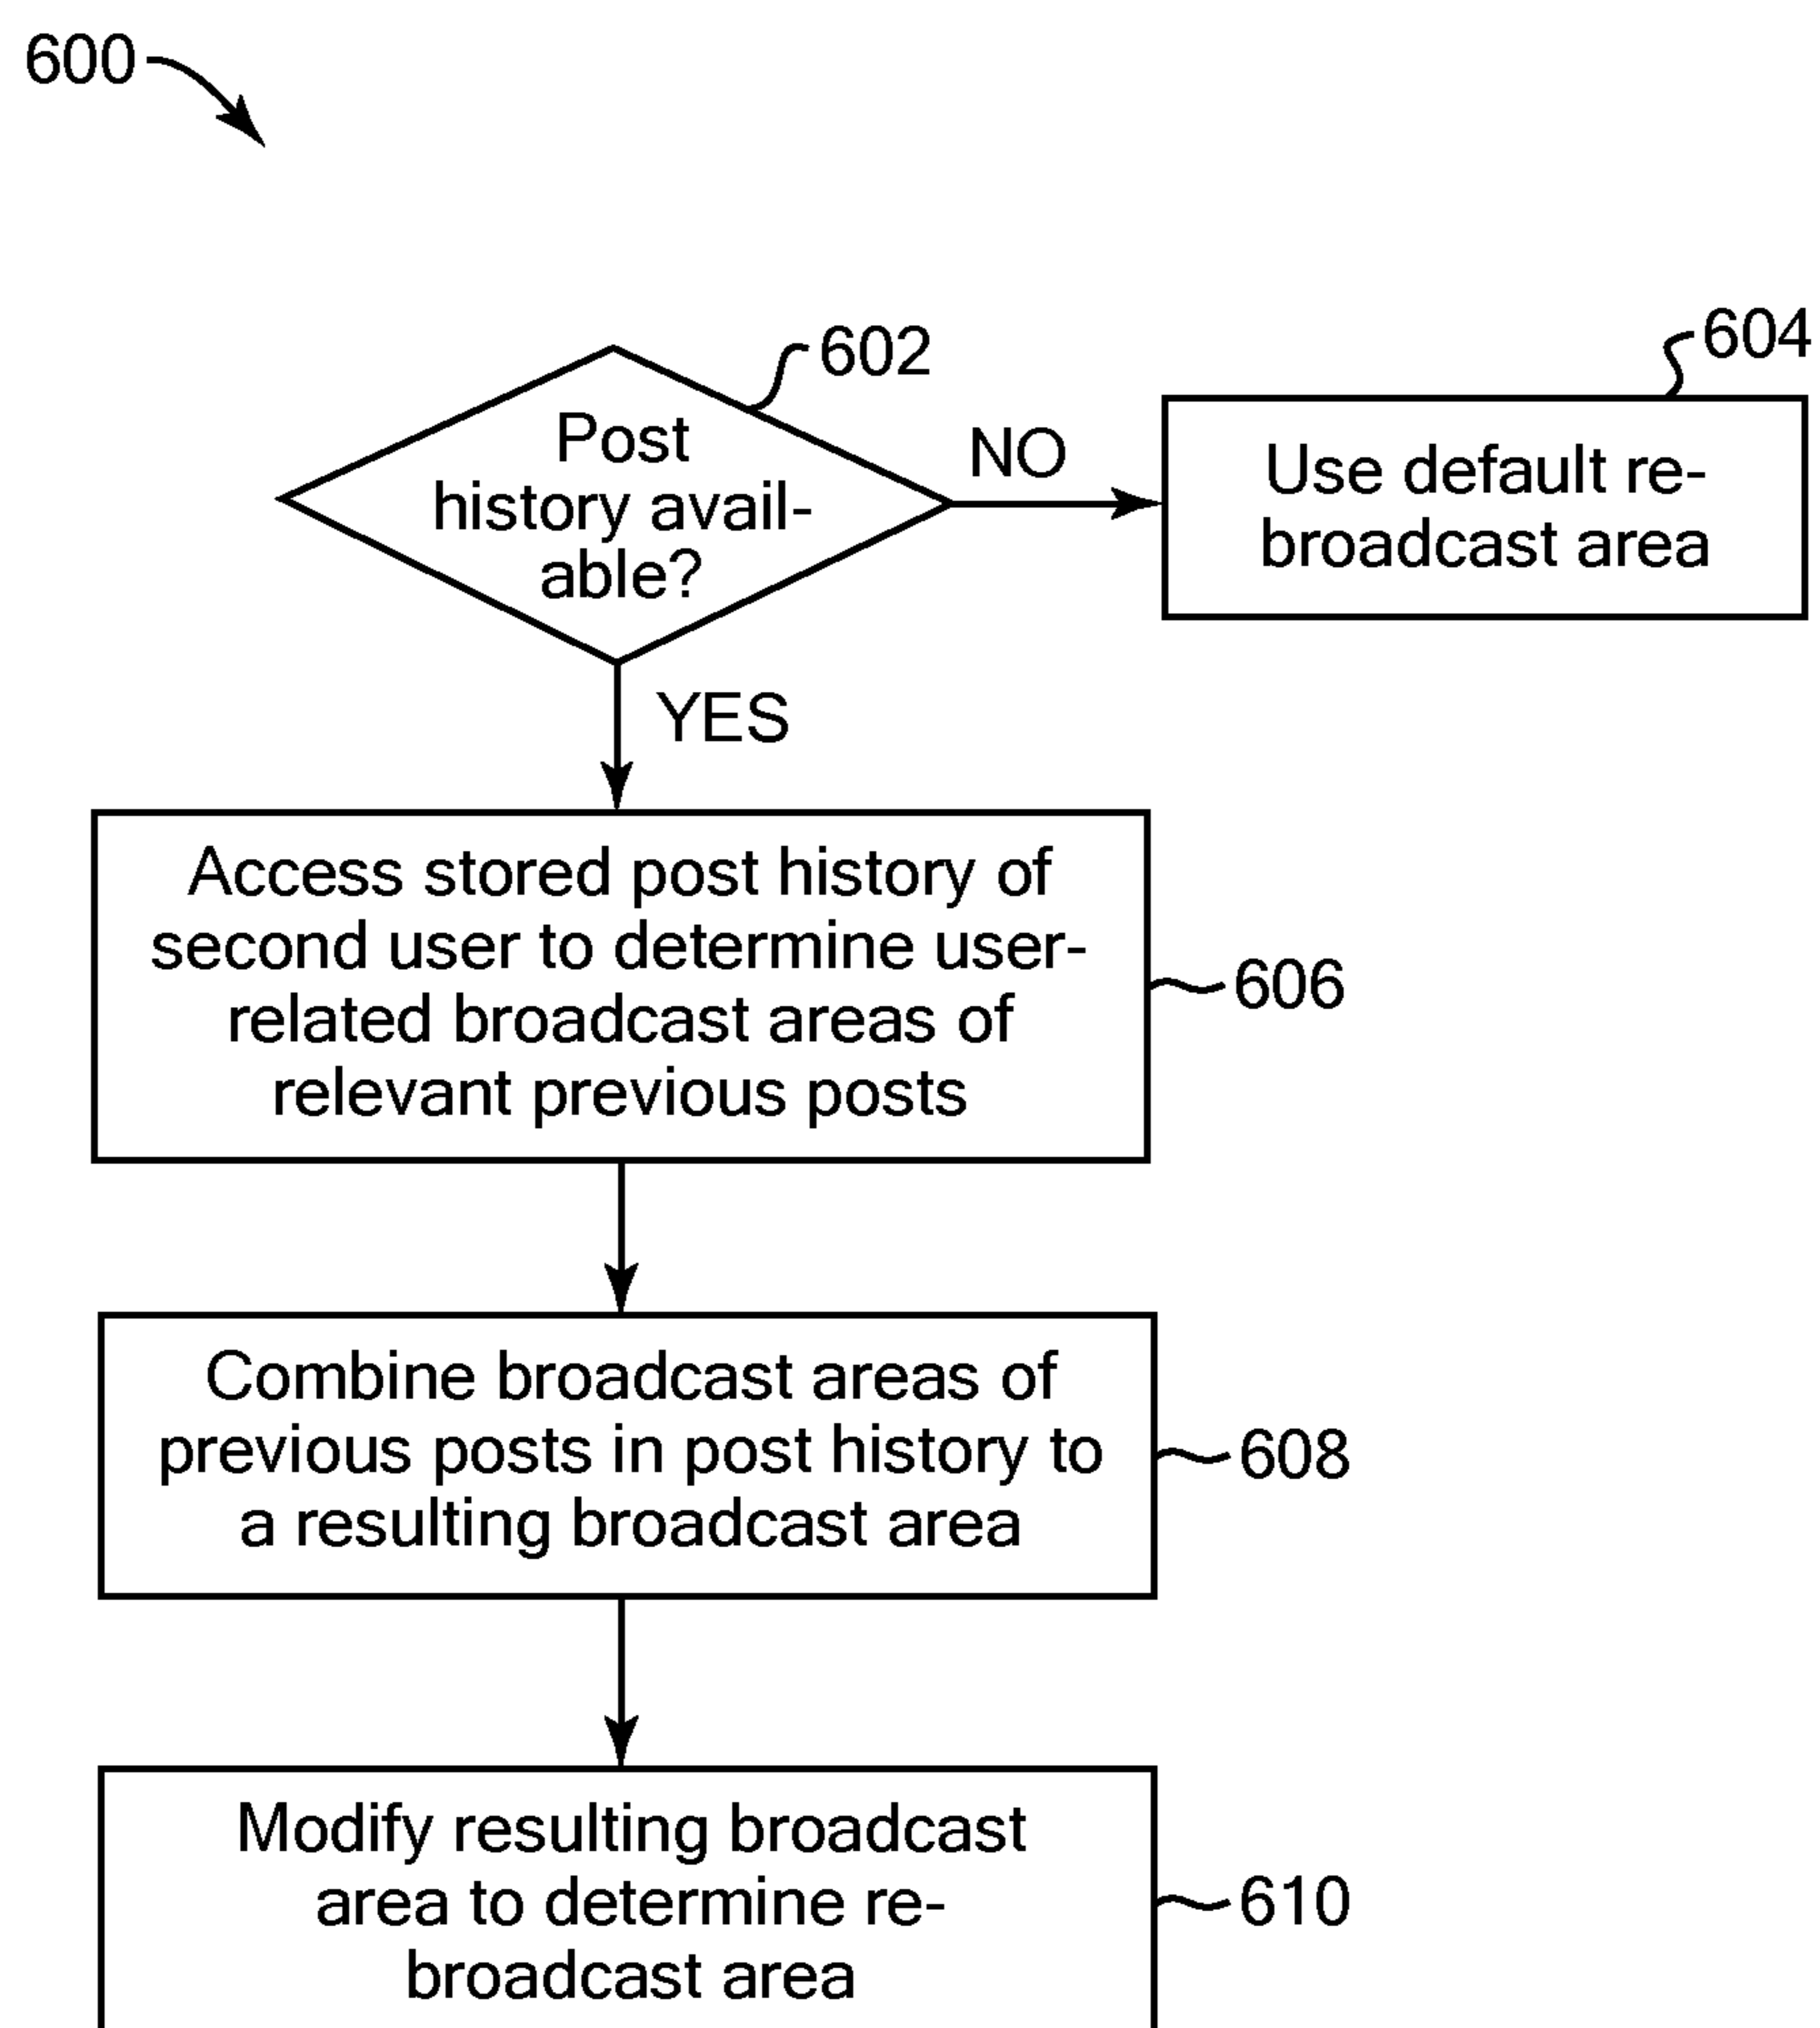 600
602
604
Post
history avail-
able?
NO
Use default re-
broadcast area
YES
Access stored post history of
second user to determine user-
related broadcast areas of
relevant previous posts
606
Combine broadcast areas of
previous posts in post history to
a resulting broadcast area
608
Modify resulting broadcast
area to determine re-
broadcast area
610